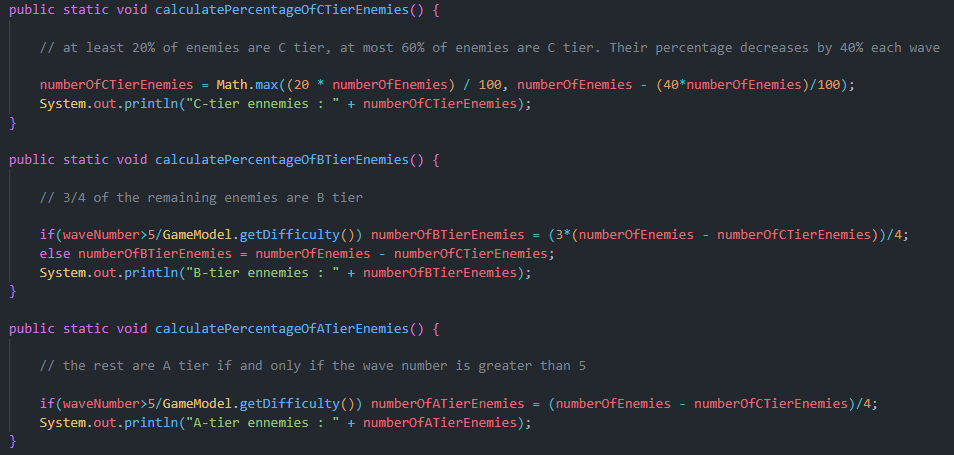 public static void calculatePercentageOfCTierEnemies() {
// at least 20% of enemies are C tier, at most 60% of enemies are C tier. Their percentage decreases by 40% each wave
numberOfCTierEnemies = Math.max((20 * numberOfEnemies) / 100, numberOfEnemies - (40*numberOfEnemies)/100);
System.out.println("C-tier ennemies : " + numberOfCTierEnemies);
}
public static void calculatePercentageOfBTierEnemies() {
// 3/4 of the remaining enemies are B tier
if(waveNumber>5/GameModel.getDifficulty()) numberOfBTierEnemies = (3*(numberOfEnemies - numberOfCTierEnemies))/4;
else numberOfBTierEnemies = numberOfEnemies - numberOfCTierEnemies;
System.out.println("B-tier ennemies : " + numberOfBTierEnemies);
}
public static void calculatePercentageOfATierEnemies() {
// the rest are A tier if and only if the wave number is greater than 5
if(waveNumber>5/GameModel.getDifficulty()) numberOfATierEnemies = (numberOfEnemies - numberOfCTierEnemies)/4;
System.out.println("A-tier ennemies : " + numberOfATierEnemies);
}